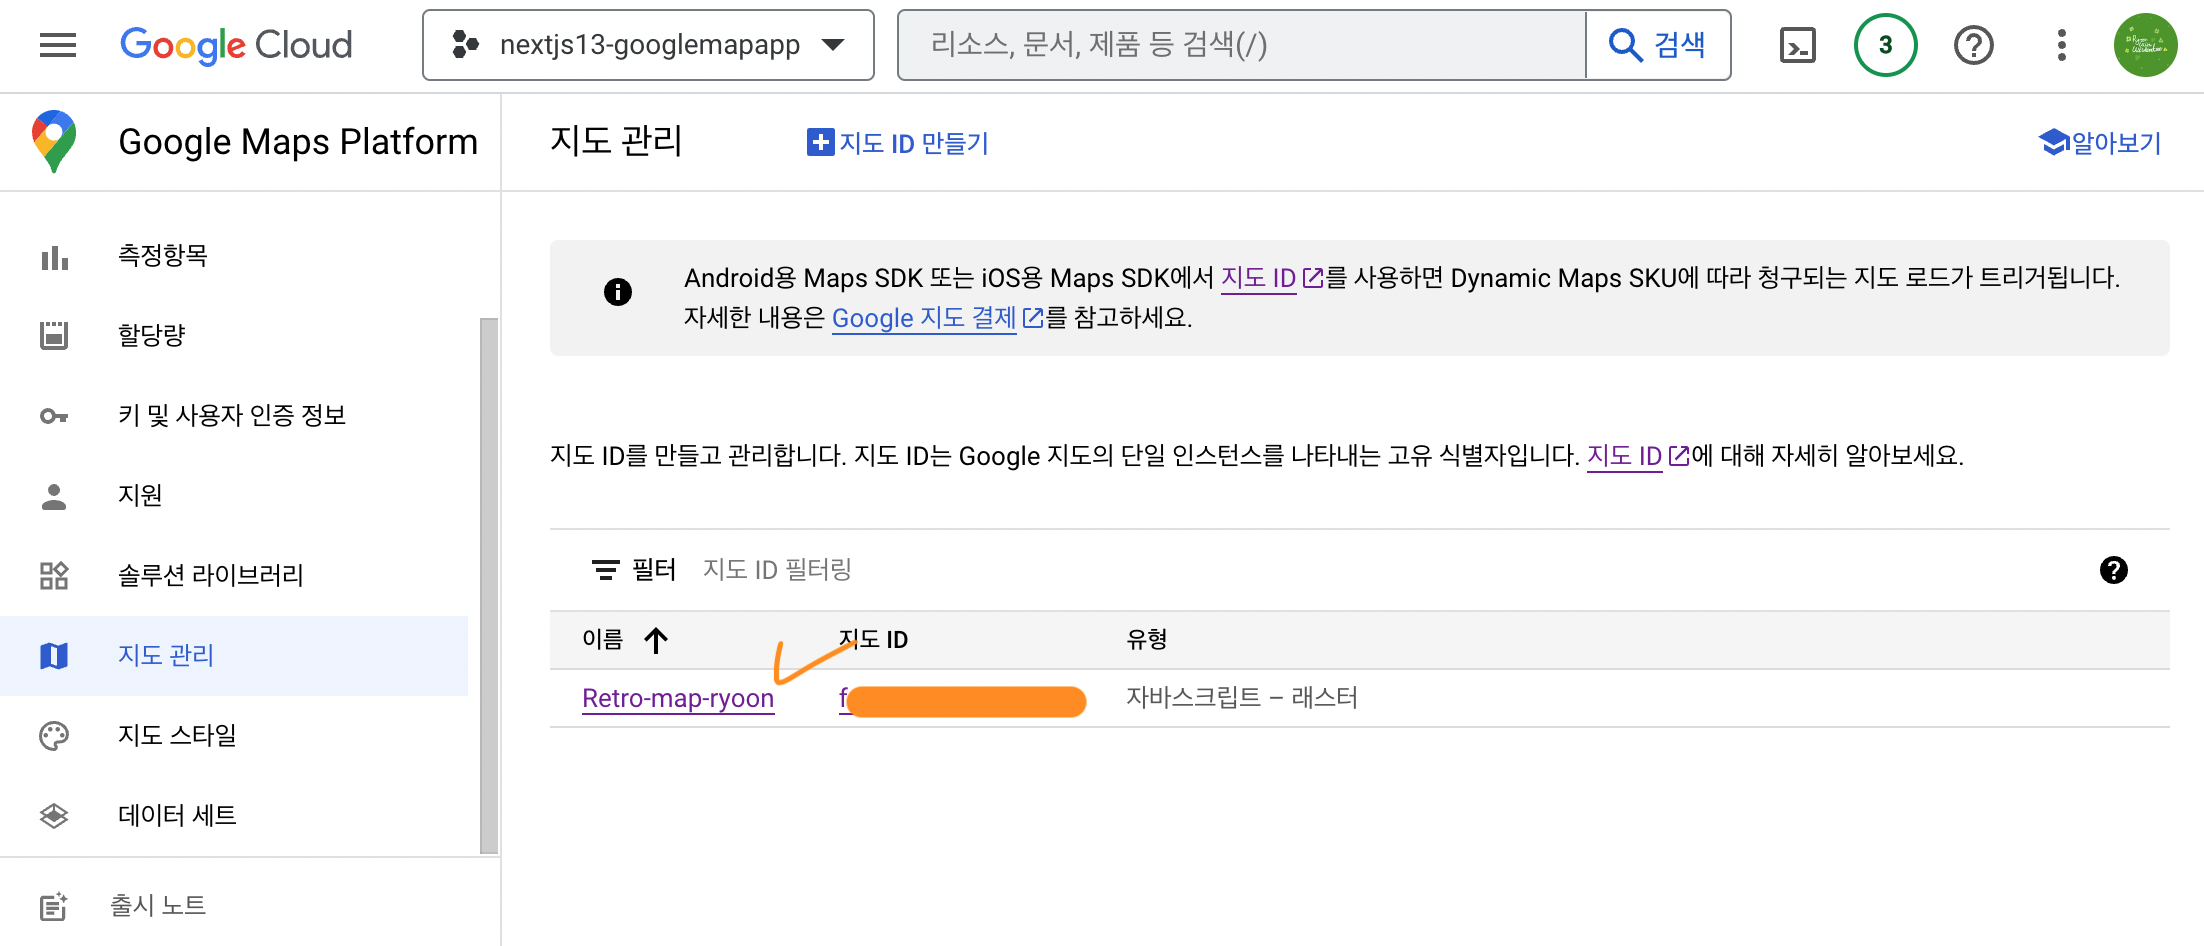 Google Cloud
nextjs13-googlemapapp
리소스, 문서, 제품 등 검색(/)
검색
3
Google Maps Platform
지도 관리
지도 ID 만들기
알아보기
측정항목
할당량
키 및 사용자 인증 정보
지원
솔루션 라이브러리
지도 관리
지도 스타일
데이터 세트
출시 노트
Android용 Maps SDK 또는 iOS용 Maps SDK에서 지도 ID를 사용하면 Dynamic Maps SKU에 따라 청구되는 지도 로드가 트리거됩니다.
자세한 내용은 Google 지도 결제를 참고하세요.
지도 ID를 만들고 관리합니다. 지도 ID는 Google 지도의 단일 인스턴스를 나타내는 고유 식별자입니다. 지도 ID에 대해 자세히 알아보세요.
필터 지도 ID 필터링
이름 지도 ID 유형
Retro-map-ryoon f 자바스크립트 – 래스터